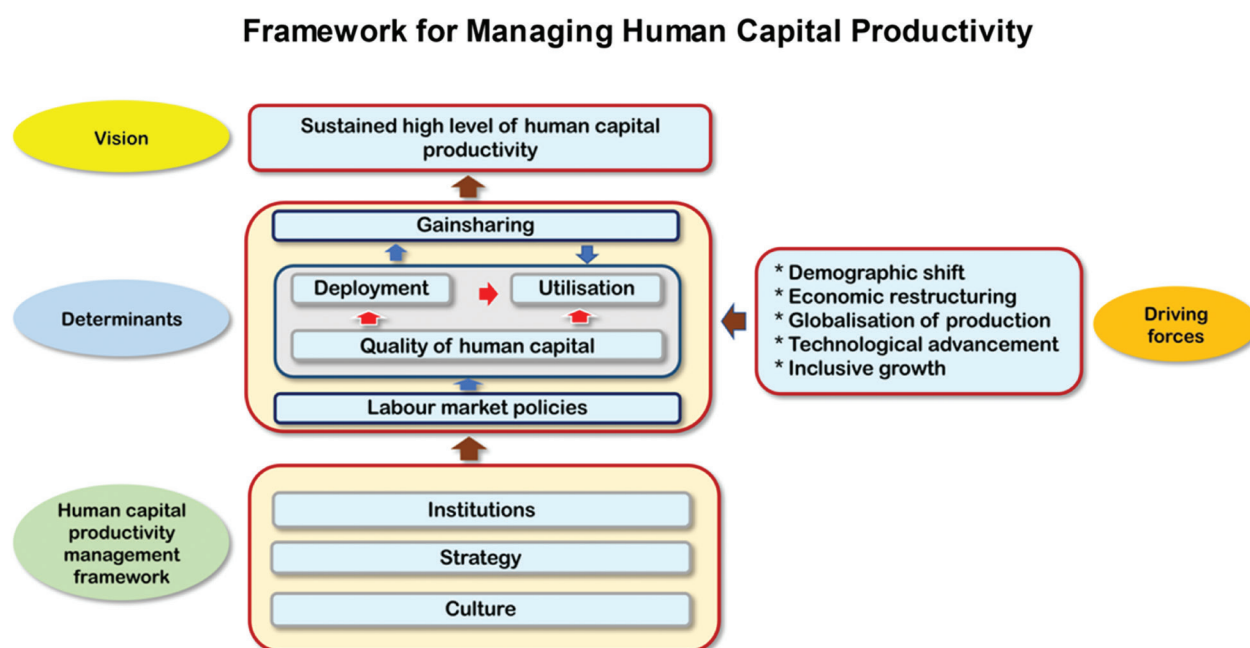 Framework for Managing Human Capital Productivity
Vision
Sustained high level of human capital
productivity
Gainsharing
Deployment
Utilisation
Quality of human capital
Labour market policies
Determinants
* Demographic shift
* Economic restructuring
* Globalisation of production
* Technological advancement
* Inclusive growth
Driving
forces
Human capital
productivity
management
framework
Institutions
Strategy
Culture